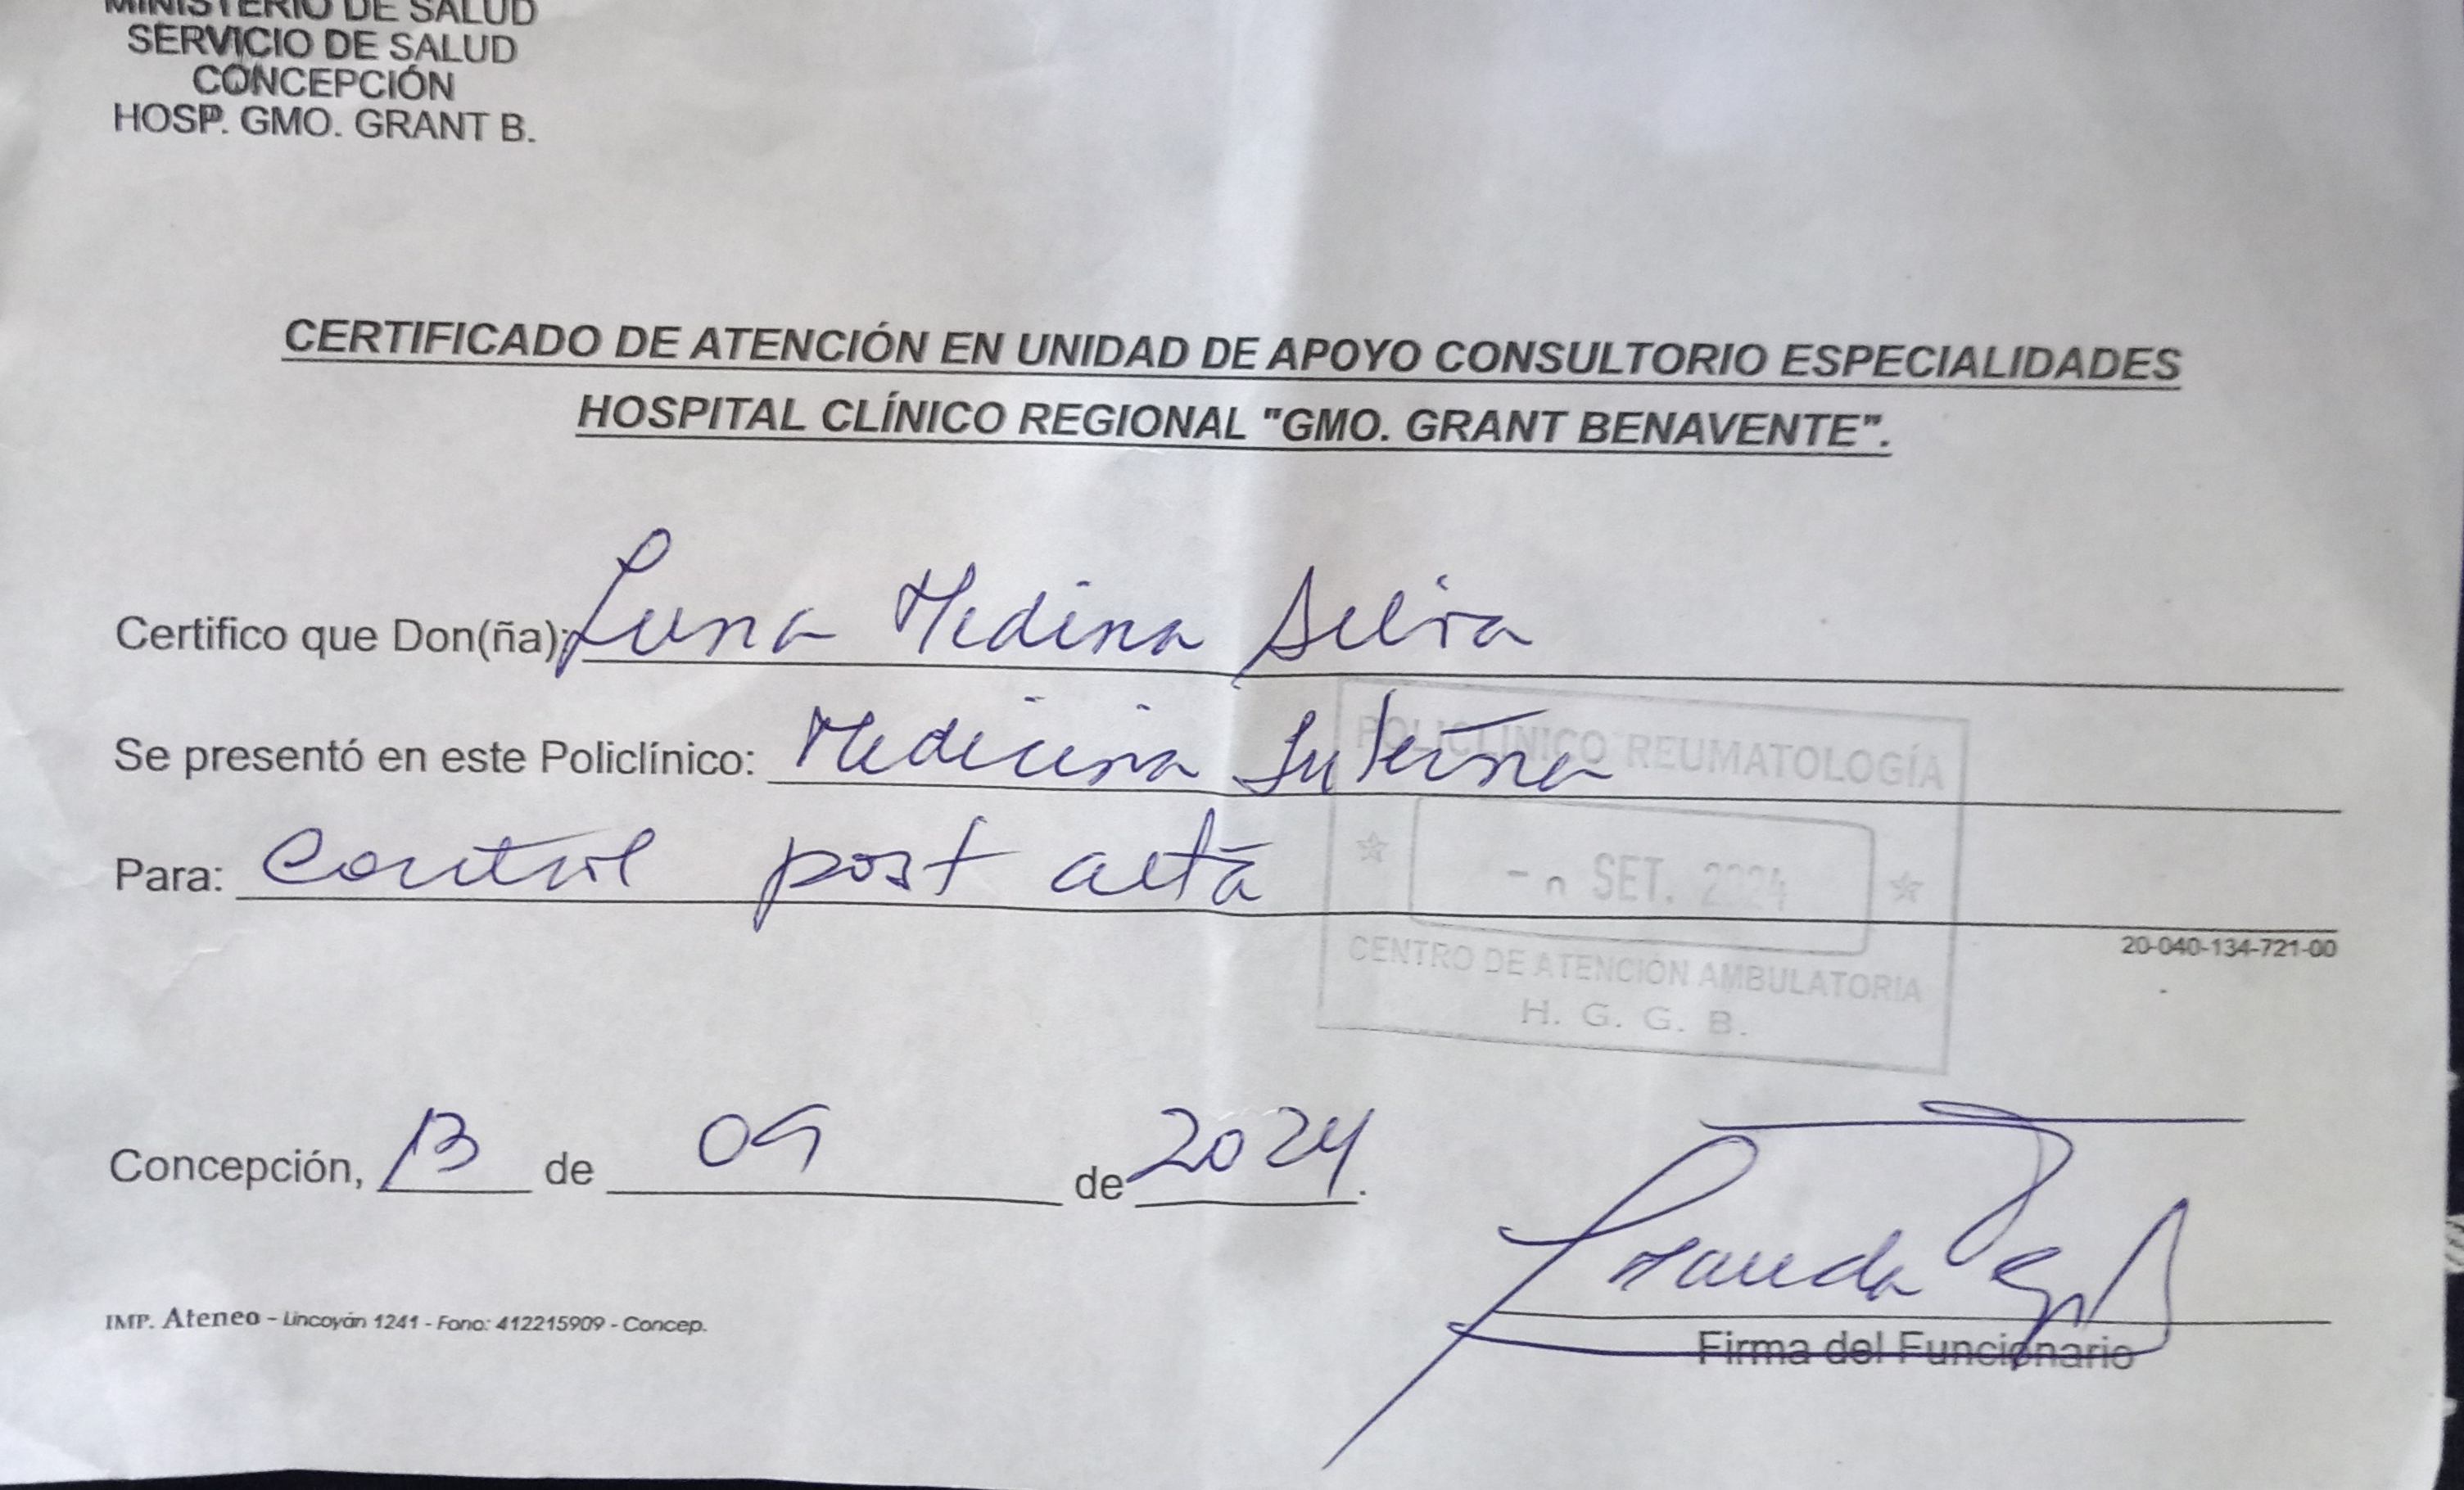 MINISTERIO DE SALUD
SERVICIO DE SALUD
CONCEPCIÓN
HOSP. GMO. GRANT B.
CERTIFICADO DE ATENCIÓN EN UNIDAD DE APOYO CONSULTORIO ESPECIALIDADES
HOSPITAL CLÍNICO REGIONAL "GMO. GRANT BENAVENTE".
Certifico que Don(ña): Luna Medina Silva
Se presentó en este Policlínico: Medicina Interna
Para: Control post alta
POLICLINICO REUMATOLOGÍA
SET. 2024
CENTRO DE ATENCIÓN AMBULATORIA
H. G. G. B.
20-040-134-721-00
Concepción, 13 de 09 de 2024.
Firma del Funcionario
IMP. Ateneo - Lincoyán 1241 - Fono: 412215909 - Concep.